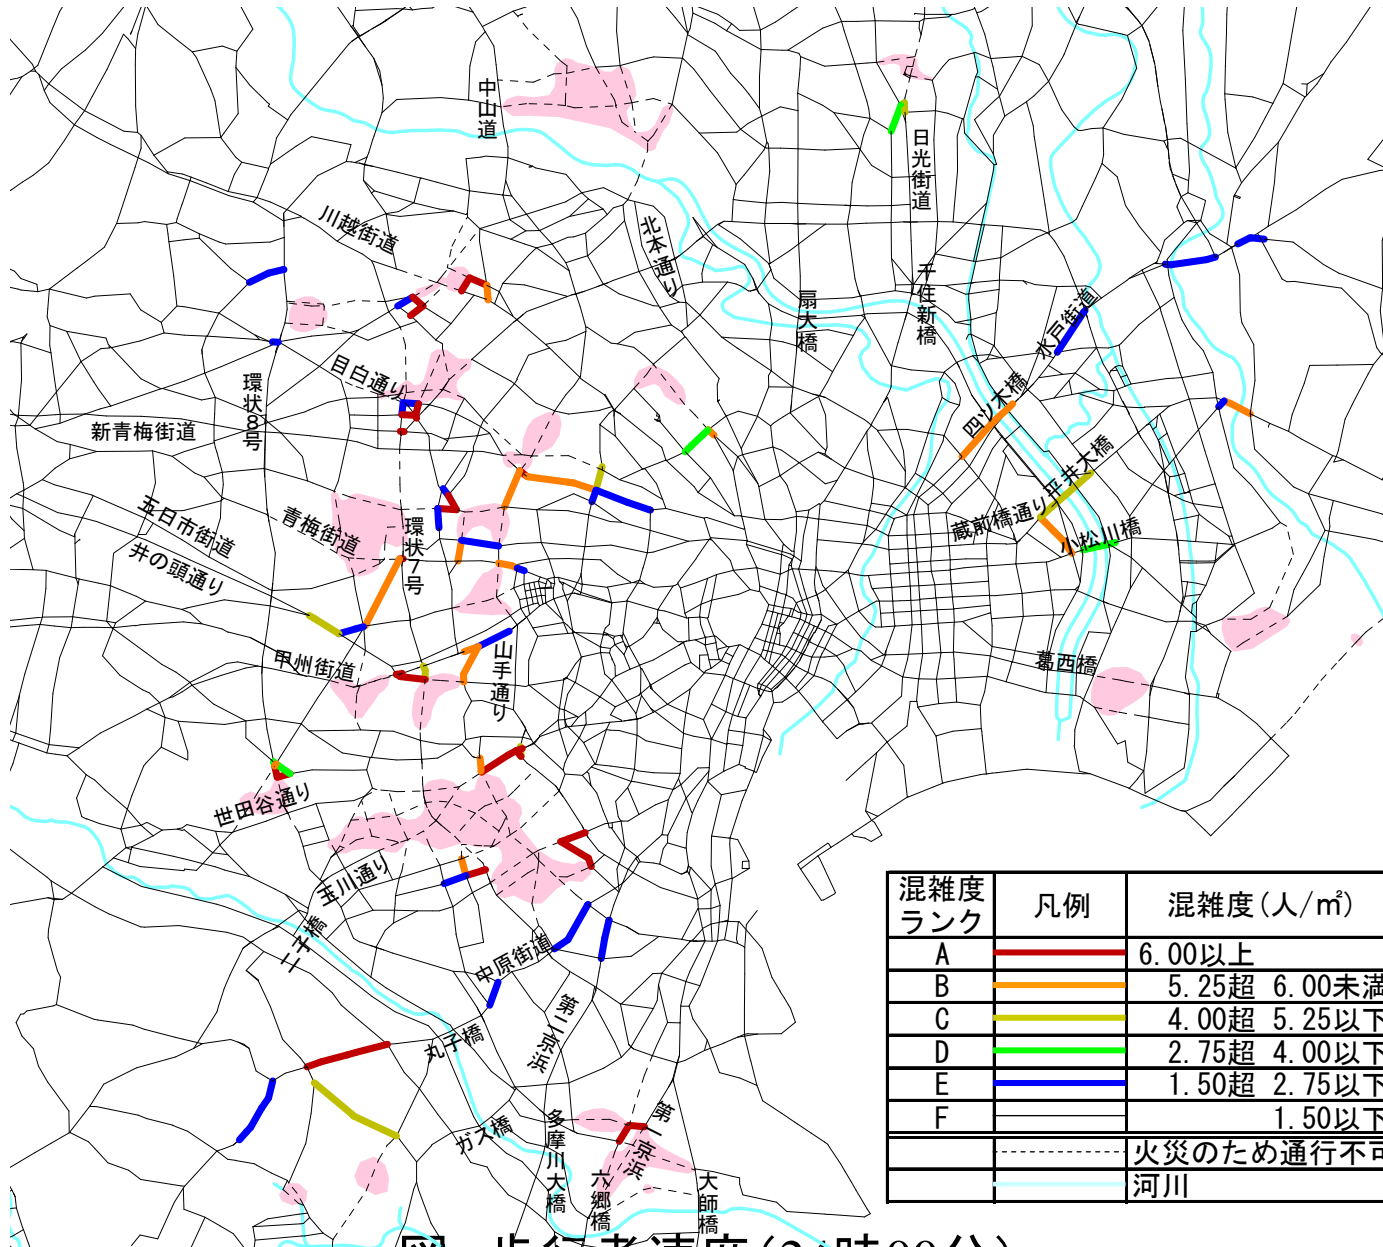 中山道
日光街道
川越街道
北本通り
千住新橋
扇大橋
水戸街道
目白通り
環状8号
四ツ木橋
新青梅街道
平井大橋
五日市街道
青梅街道
環状7号
蔵前橋通り
小松川橋
井の頭通り
甲州街道
山手通り
葛西橋
世田谷通り
玉川通り
二子橋
中原街道
第二京浜
丸子橋
ガス橋
多摩川大橋
六郷橋
第一京浜
大師橋
混雑度ランク 凡例 混雑度(人/㎡)
A 6.00以上
B 5.25超 6.00未満
C 4.00超 5.25以下
D 2.75超 4.00以下
E 1.50超 2.75以下
F 1.50以下
火災のため通行不可
河川